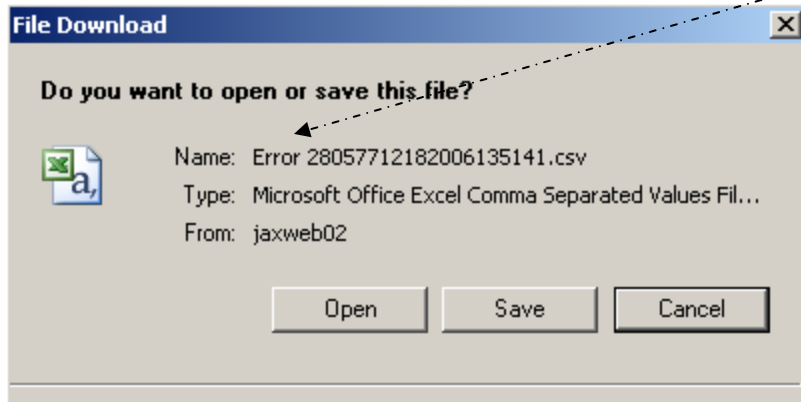 File Download
Do you want to open or save this file?
Name: Error 28057712182006135141.csv
Type: Microsoft Office Excel Comma Separated Values Fil...
From: jaxweb02
Open Save Cancel